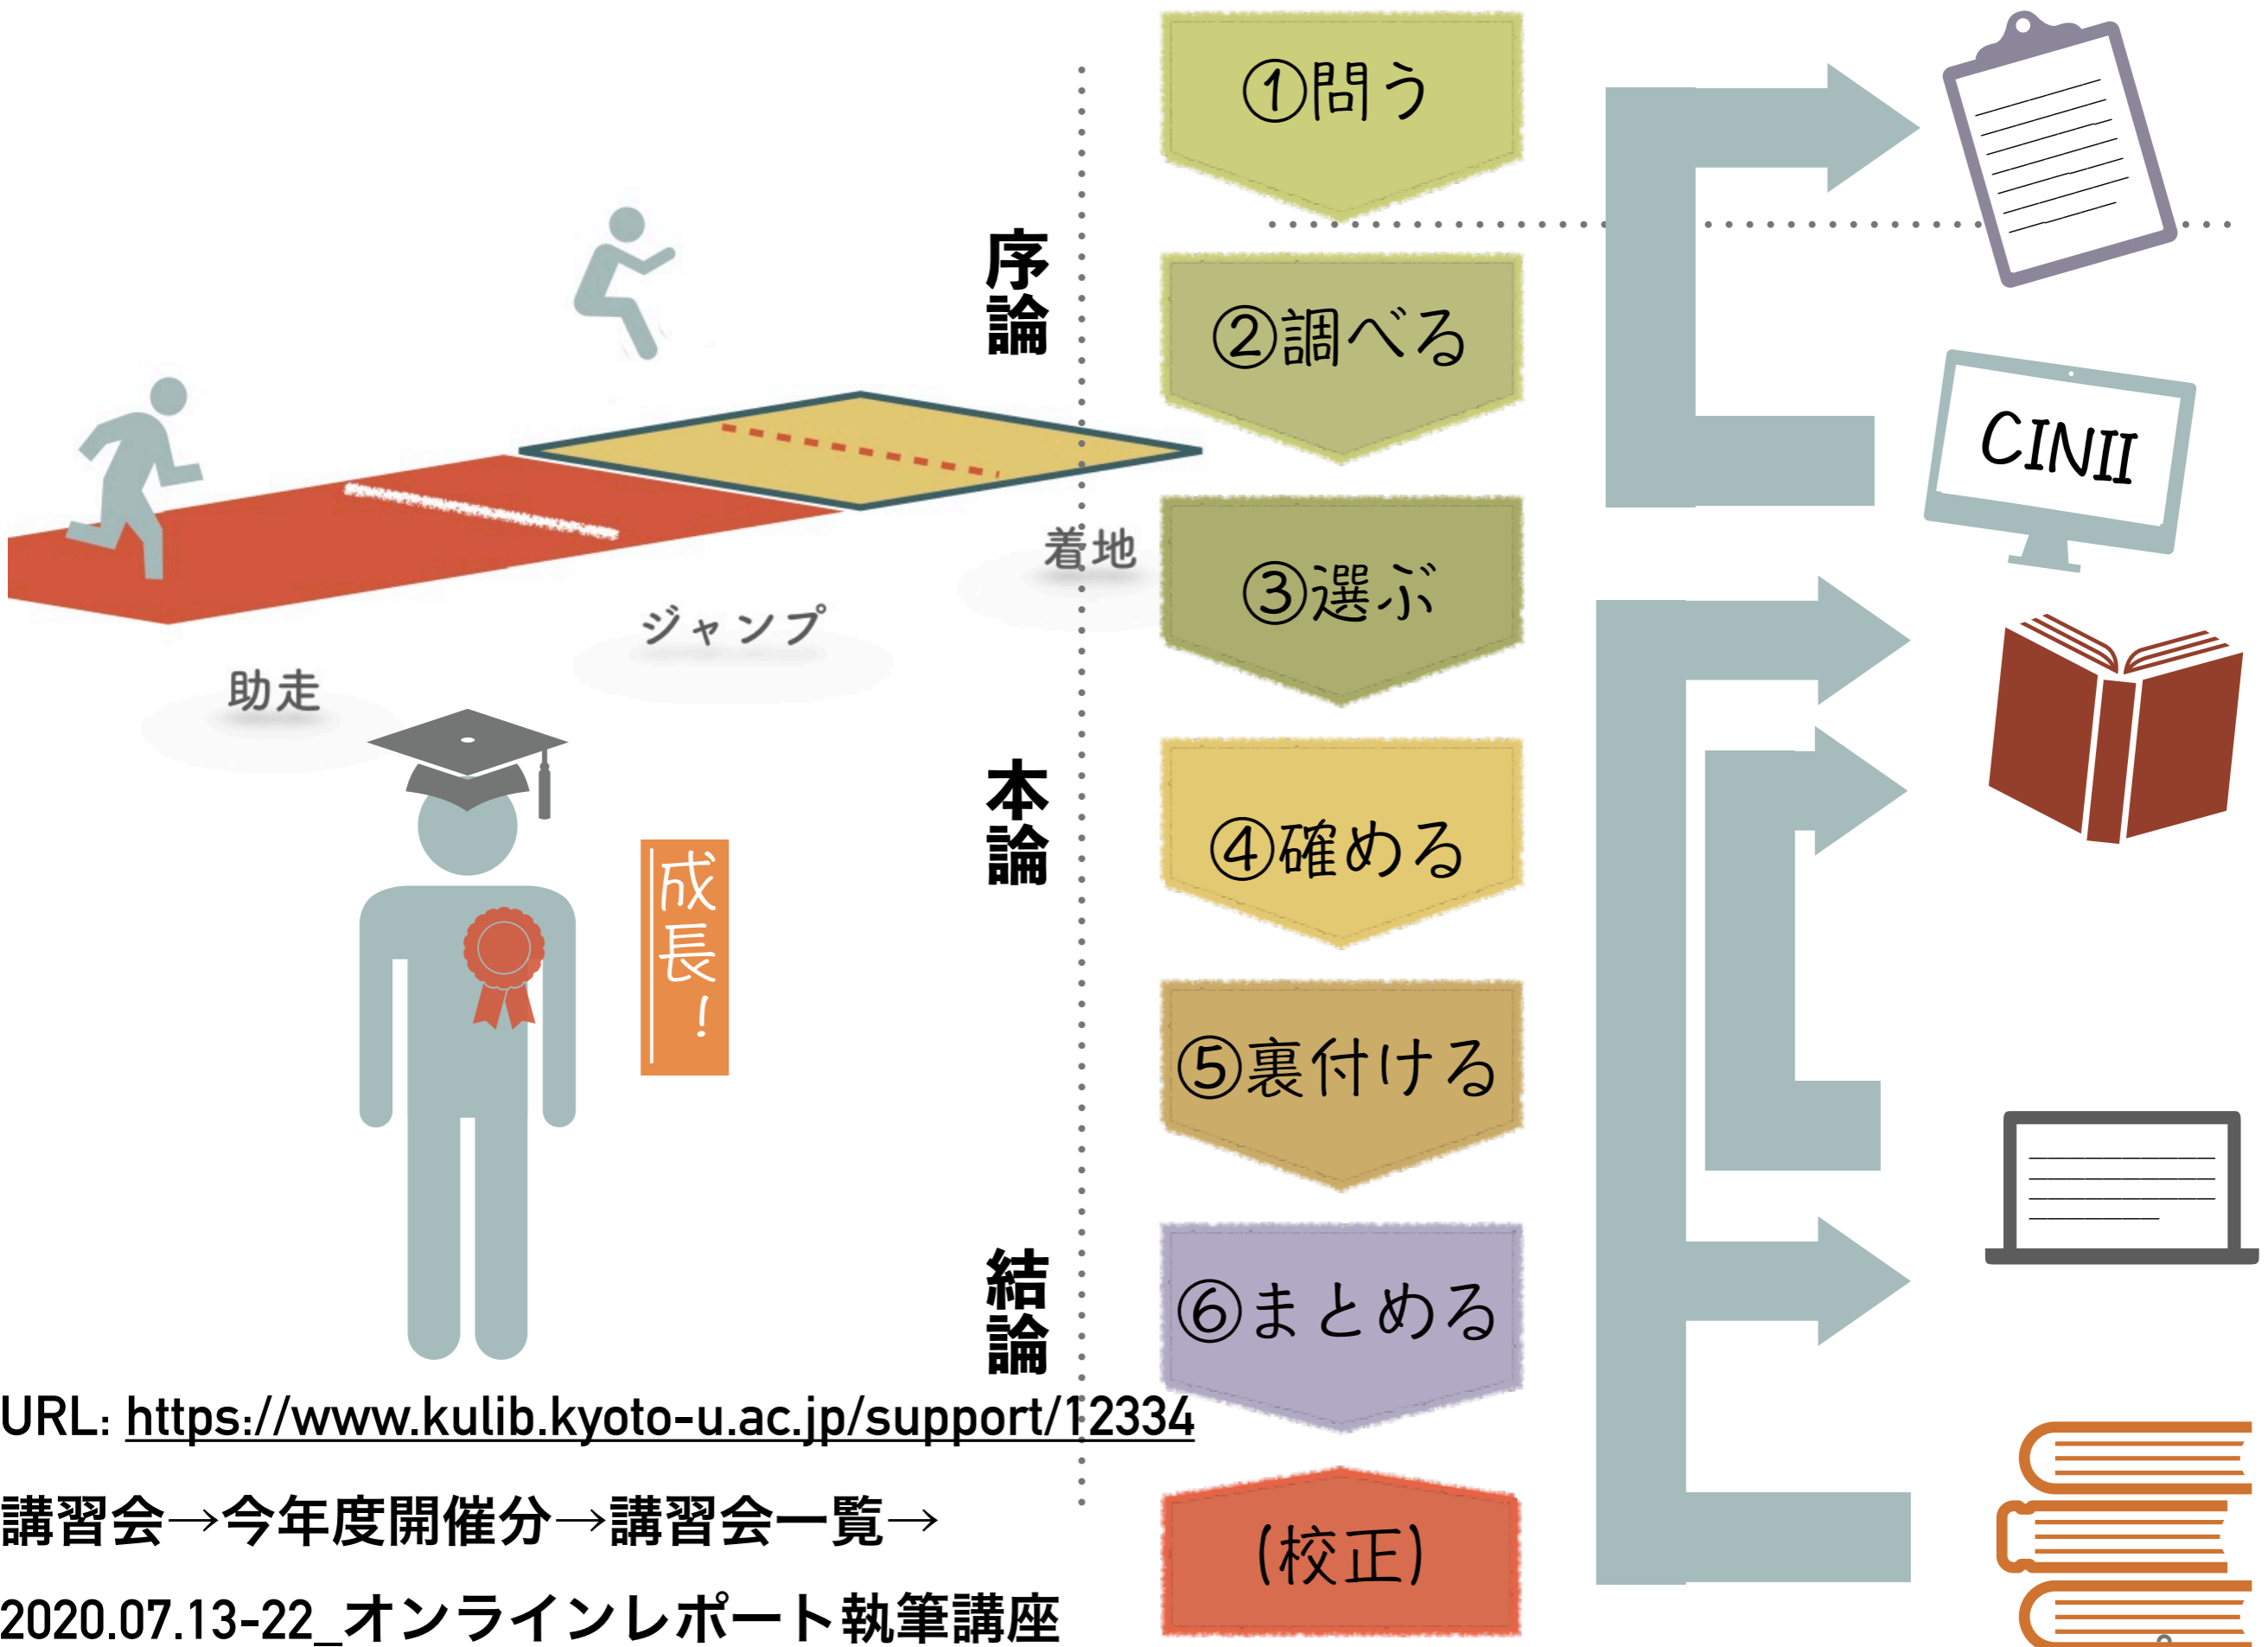 ①問う
序論
②調べる
CINII
着地
③選ぶ
ジャンプ
助走
本論
④確める
成長！
⑤裏付ける
結論
⑥まとめる
URL: https://www.kulib.kyoto-u.ac.jp/support/12334
講習会→今年度開催分→講習会一覧→
2020.07.13-22_オンラインレポート執筆講座
(校正)